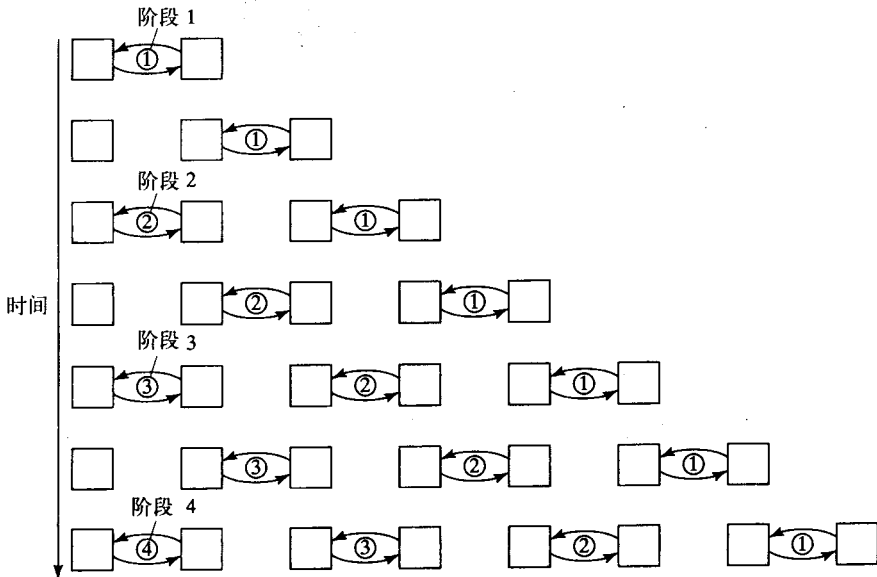 阶段 1
①
①
阶段 2
② ①
② ①
时间
阶段 3
③ ② ①
③ ② ①
阶段 4
④ ③ ② ①